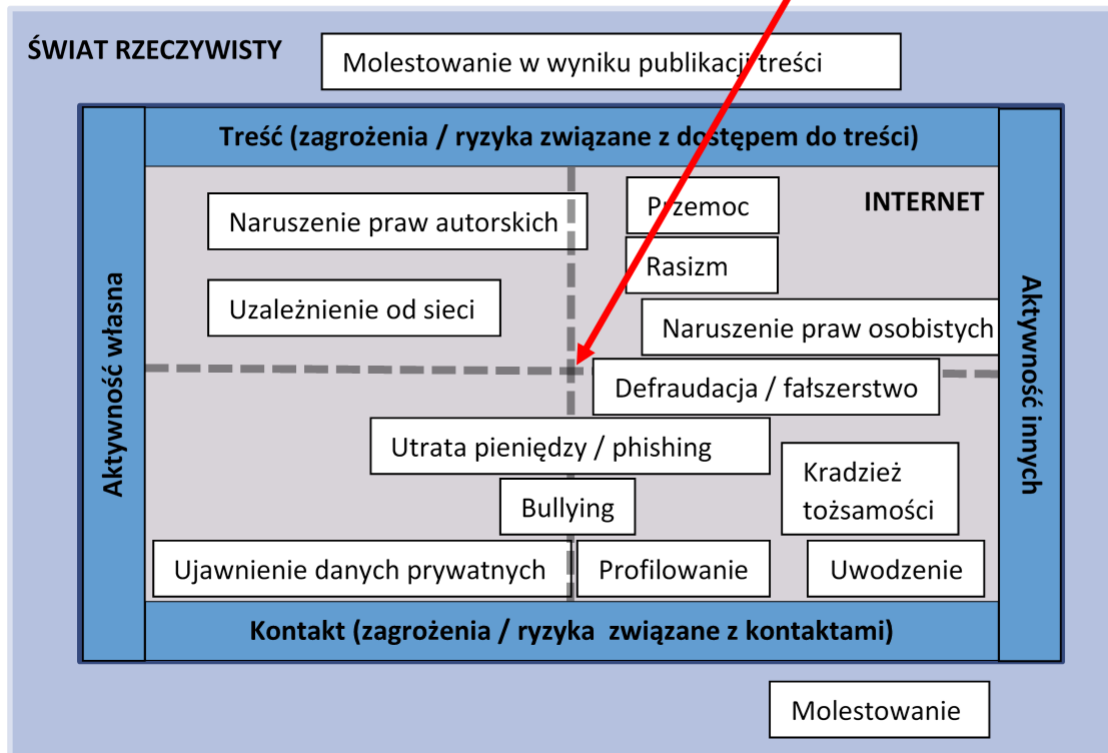 ŚWIAT RZECZYWISTY
Molestowanie w wyniku publikacji treści
Treść (zagrożenia / ryzyka związane z dostępem do treści)
Aktywność własna
Naruszenie praw autorskich
Przemoc
INTERNET
Rasizm
Uzależnienie od sieci
Naruszenie praw osobistych
Aktywność innych
Defraudacja / fałszerstwo
Utrata pieniędzy / phishing
Kradzież
tożsamości
Bullying
Ujawnienie danych prywatnych
Profilowanie
Uwodzenie
Kontakt (zagrożenia / ryzyka  związane z kontaktami)
Molestowanie